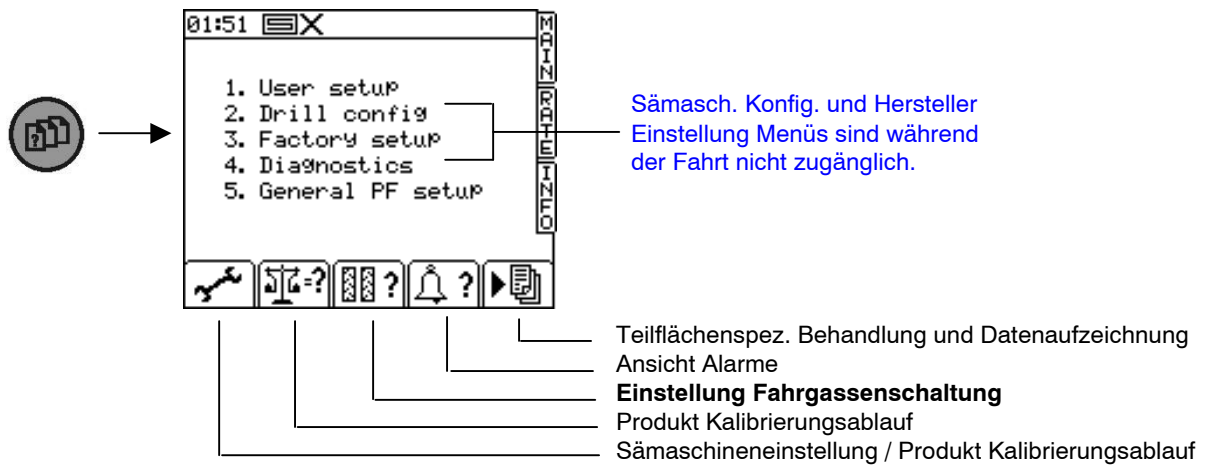 01:51
MAIN
RATE
INFO
1. User setup
2. Drill config
3. Factory setup
4. Diagnostics
5. General PF setup
?
=?
?
?
Sämasch. Konfig. und Hersteller
Einstellung Menüs sind während
der Fahrt nicht zugänglich.
Teilflächenspez. Behandlung und Datenaufzeichnung
Ansicht Alarme
Einstellung Fahrgassenschaltung
Produkt Kalibrierungsablauf
Sämaschineneinstellung / Produkt Kalibrierungsablauf